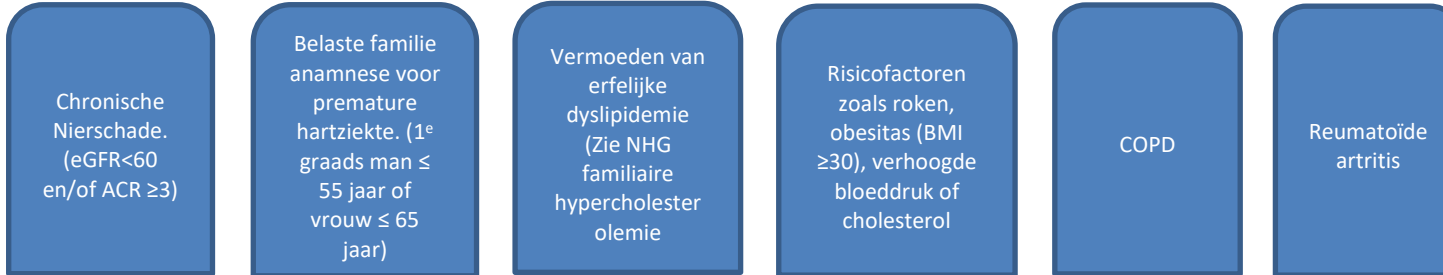 Chronische
Nierschade.
(eGFR<60
en/of ACR ≥3)
Belaste familie
anamnese voor
premature
hartziekte. (1e
graads man ≤
55 jaar of
vrouw ≤ 65
jaar)
Vermoeden van
erfelijke
dyslipidemie
(Zie NHG
familiaire
hypercholester
olemie
Risicofactoren
zoals roken,
obesitas (BMI
≥30), verhoogde
bloeddruk of
cholesterol
COPD
Reumatoïde
artritis